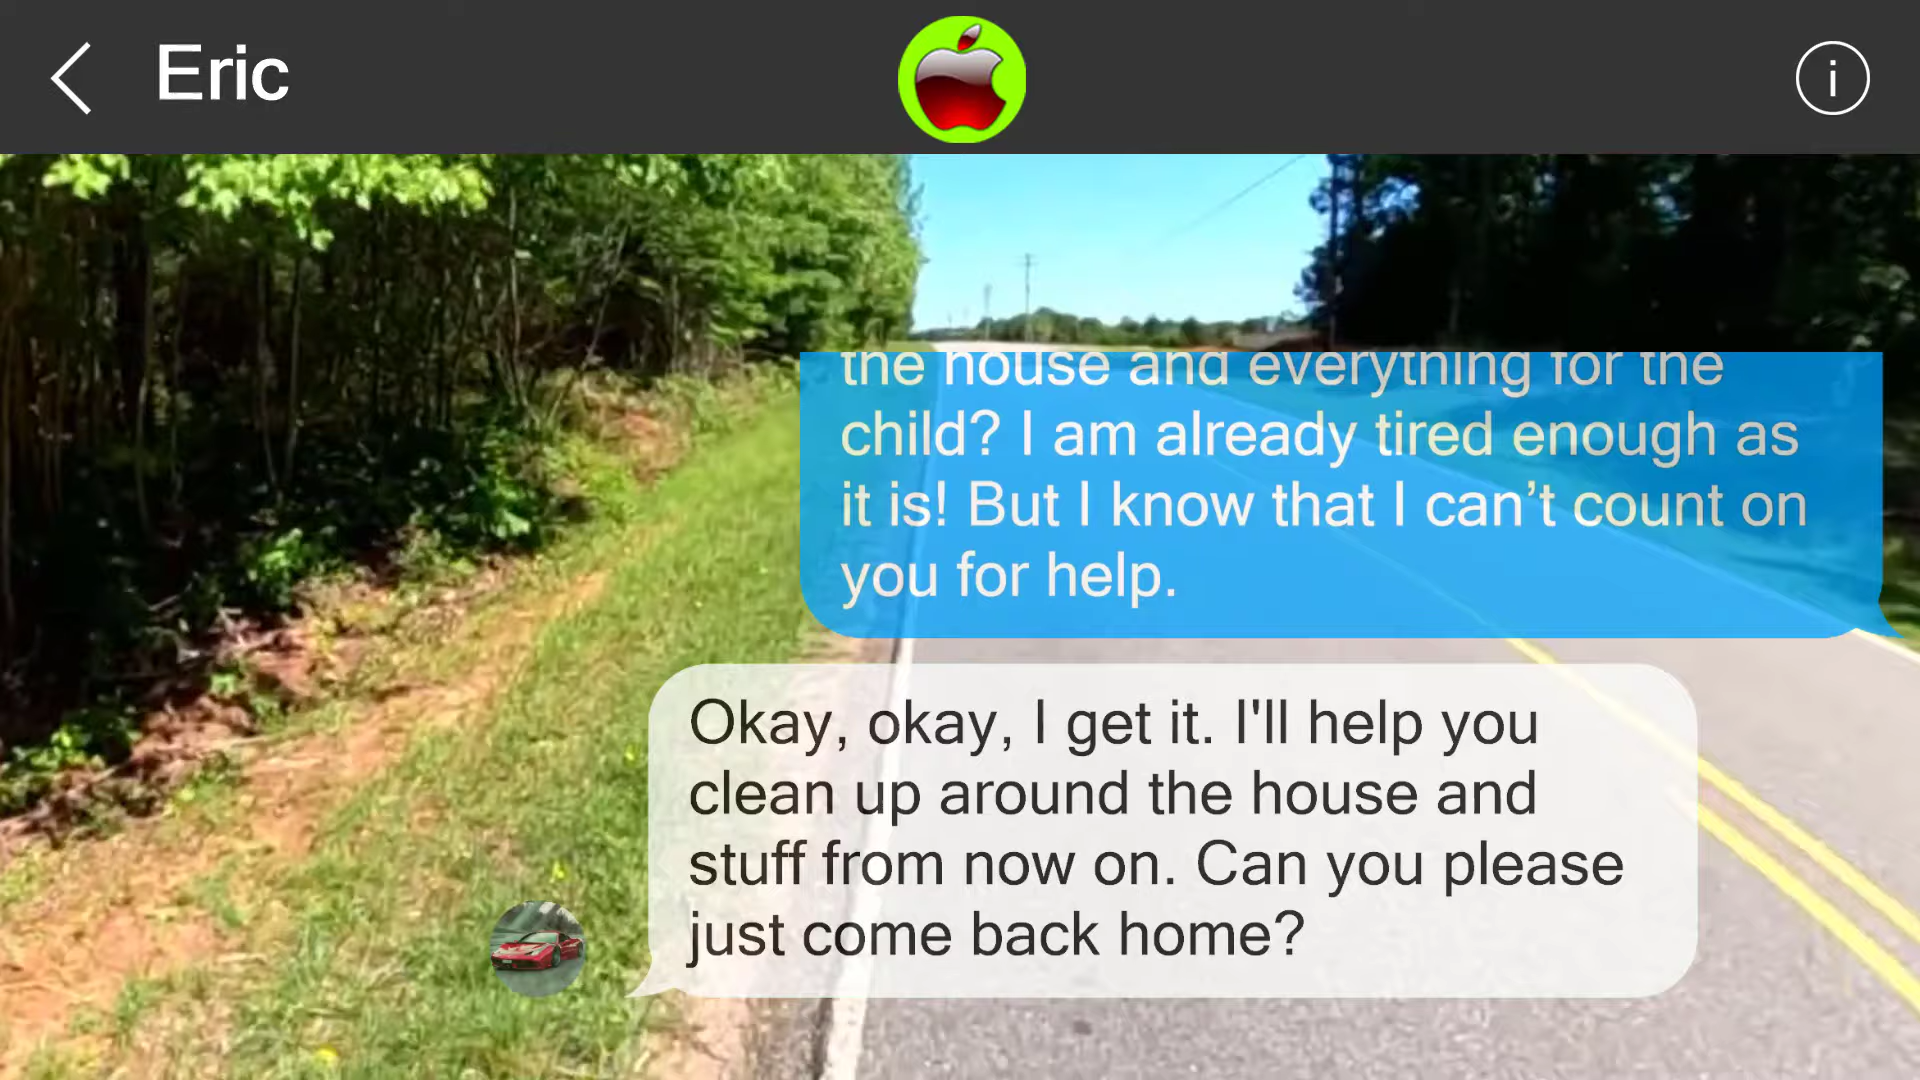 Eric
i
the house and everything for the
child? I am already tired enough as
it is! But I know that I can’t count on
you for help.
Okay, okay, I get it. I'll help you
clean up around the house and
stuff from now on. Can you please
just come back home?